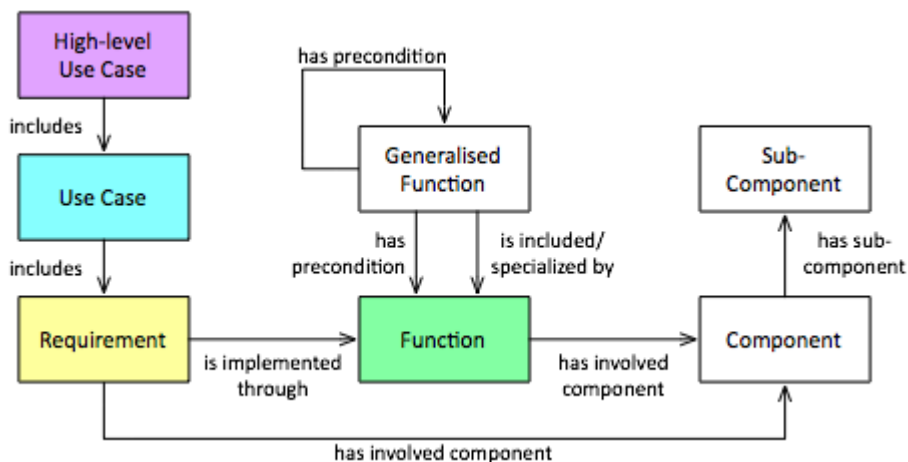 High-level
Use Case
has precondition
includes
Generalised
Function
Sub-
Component
Use Case
has
precondition
is included/
specialized by
has sub-
component
includes
Requirement
is implemented
through
Function
has involved
component
Component
has involved component